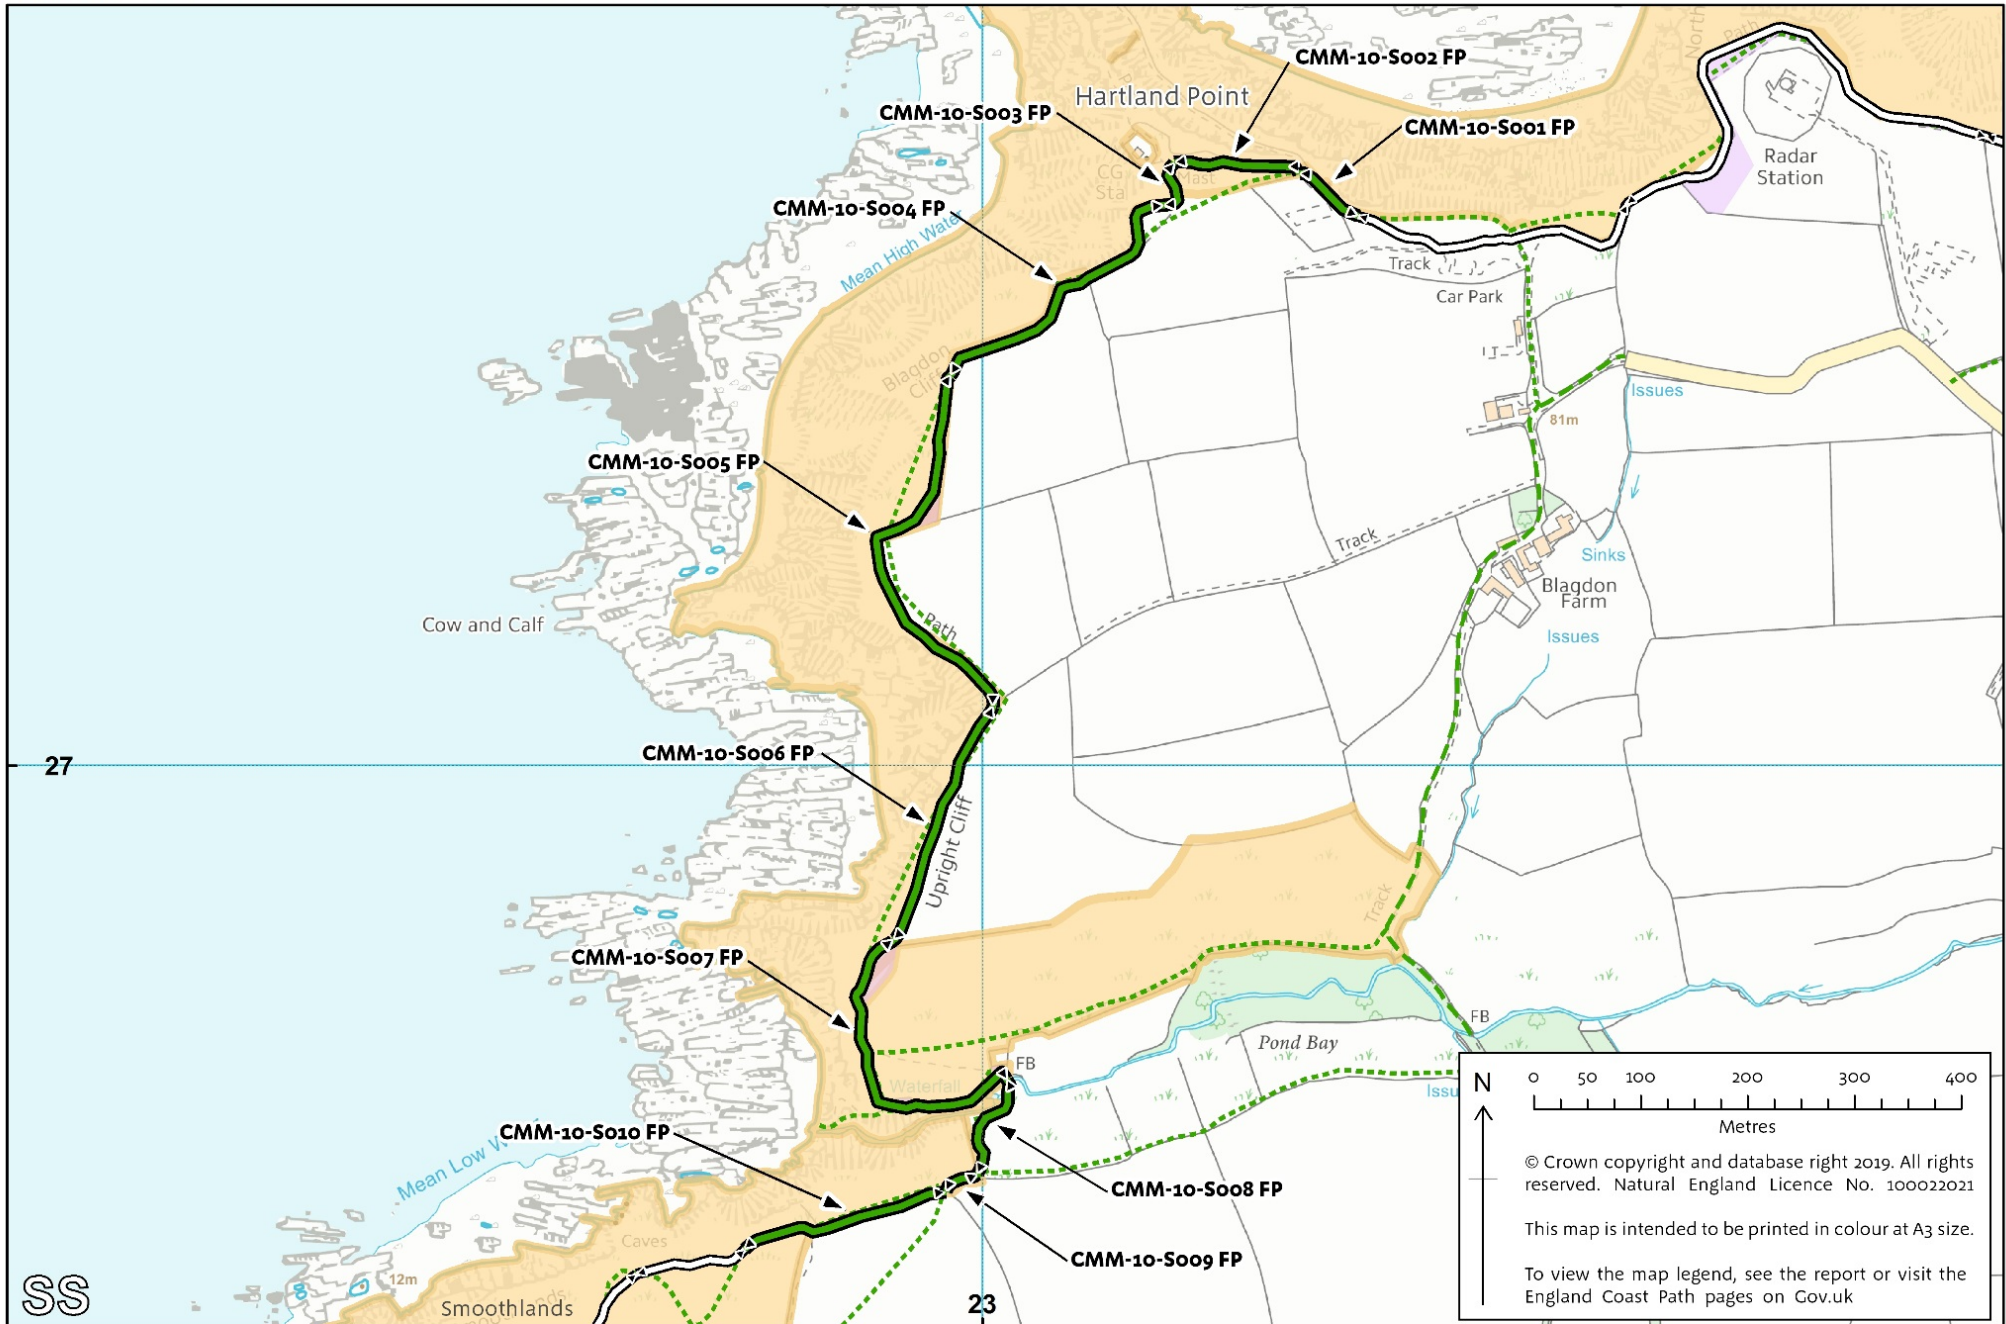 North
Path
CMM-10-S002 FP
Hartland Point
CMM-10-S003 FP
CMM-10-S001 FP
Radar
Station
CG
Sta
Mast
CMM-10-S004 FP
Mean High Water
Track
Car Park
Blagdon
Cliff
Issues
81m
CMM-10-S005 FP
Track
Sinks
Blagdon
Farm
Cow and Calf
Path
Issues
CMM-10-S006 FP
27
Upright Cliff
Track
CMM-10-S007 FP
FB
Pond Bay
FB
Waterfall
Issu
CMM-10-S010 FP
Mean Low W
CMM-10-S008 FP
Caves
CMM-10-S009 FP
12m
SS
Smoothlands
23
N
0 50 100 200 300 400
Metres
© Crown copyright and database right 2019. All rights
reserved. Natural England Licence No. 100022021
This map is intended to be printed in colour at A3 size.
To view the map legend, see the report or visit the
England Coast Path pages on Gov.uk